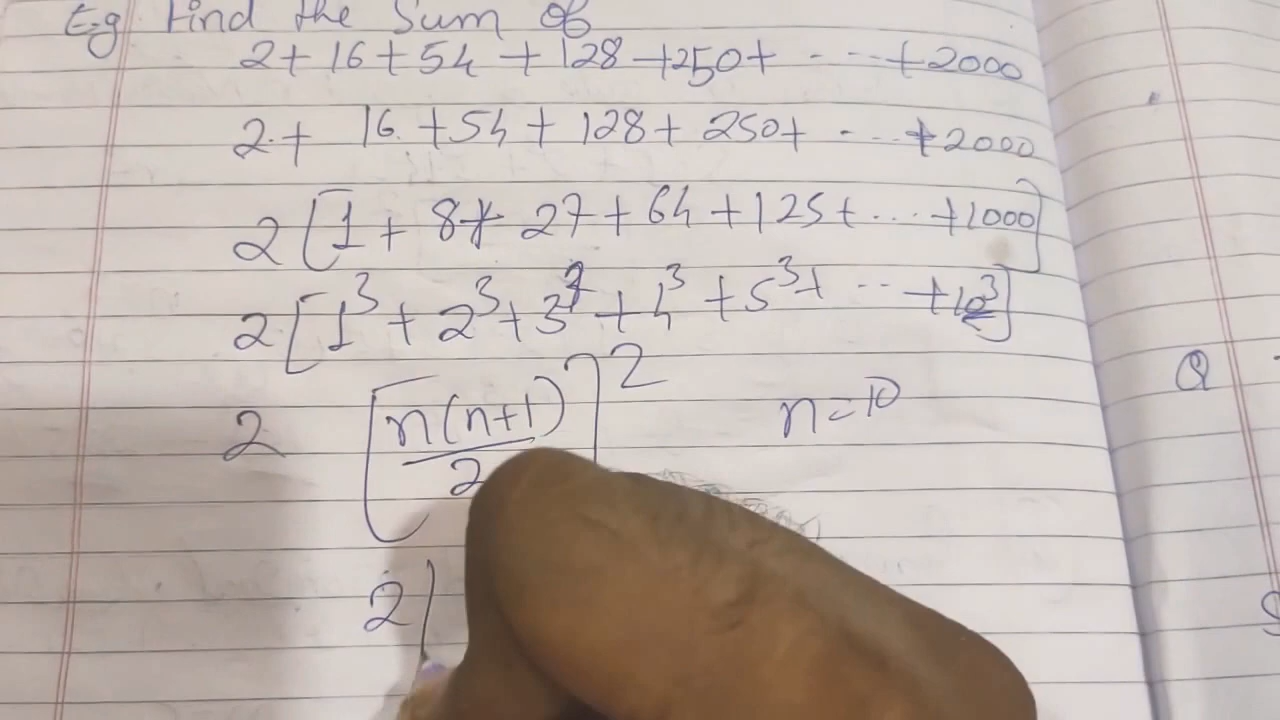 E.g Find the Sum of
2 + 16 + 54 + 128 + 250 + ... + 2000
2 + 16 + 54 + 128 + 250 + ... + 2000
2 [1 + 8 + 27 + 64 + 125 + ... + 1000]
2 [1³ + 2³ + 3³ + 4³ + 5³ + ... + 10³]
2 [n(n+1)/2]² n = 10
Q
2 [